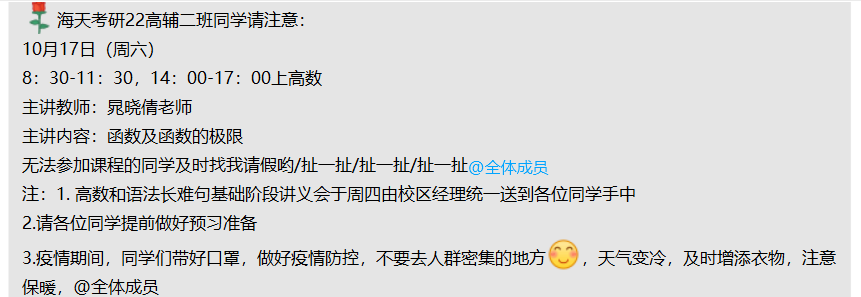 海天考研22高辅二班同学请注意：
10月17日（周六）
8：30-11：30，14：00-17：00上高数
主讲教师：晁晓倩老师
主讲内容：函数及函数的极限
无法参加课程的同学及时找我请假哟/扯一扯/扯一扯/扯一扯@全体成员
注：1. 高数和语法长难句基础阶段讲义会于周四由校区经理统一送到各位同学手中
2.请各位同学提前做好预习准备
3.疫情期间，同学们带好口罩，做好疫情防控，不要去人群密集的地方，天气变冷，及时增添衣物，注意
保暖，@全体成员